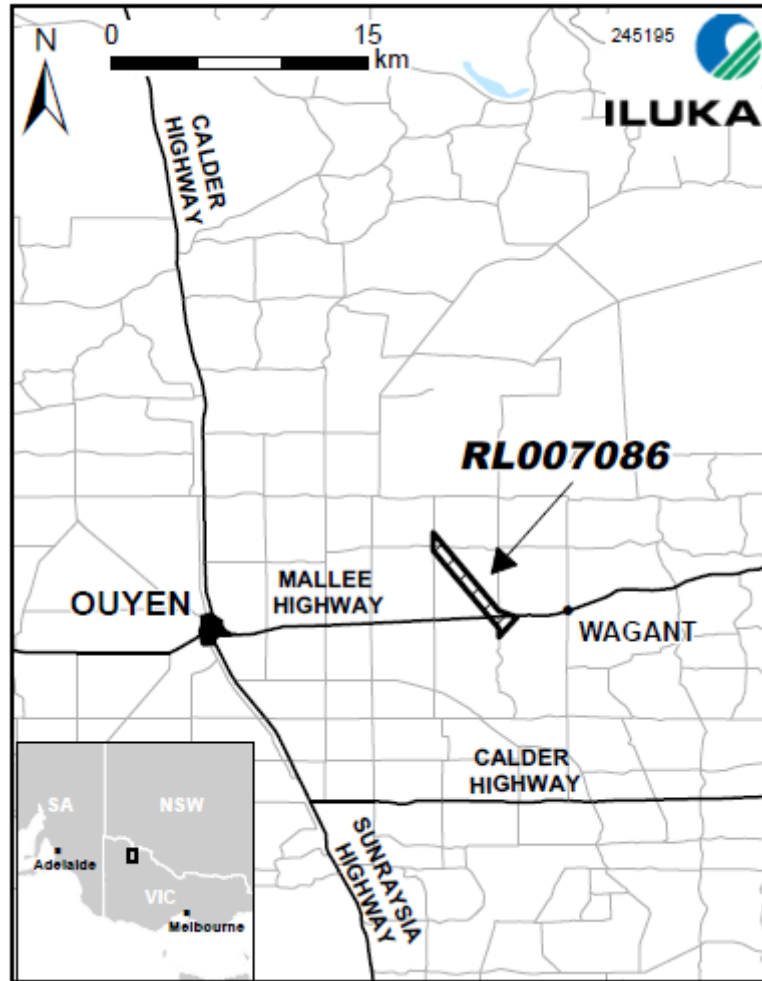 N
0
15
km
245195
ILUKA
CALDER
HIGHWAY
RL007086
MALLEE
HIGHWAY
OUYEN
WAGANT
CALDER
HIGHWAY
SUNRAYSIA
HIGHWAY
SA
NSW
Adelaide
VIC
Melbourne